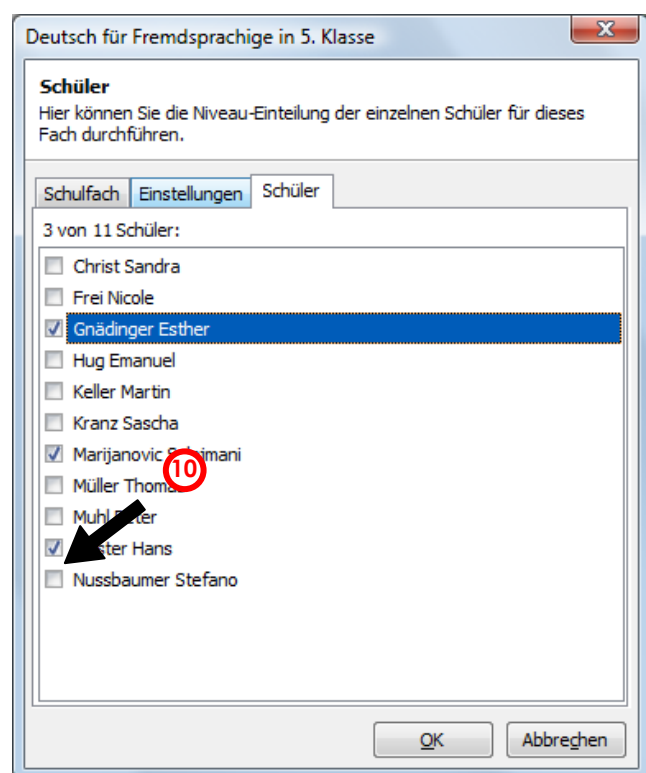 Deutsch für Fremdsprachige in 5. Klasse
Schüler
Hier können Sie die Niveau-Einteilung der einzelnen Schüler für dieses
Fach durchführen.
Schulfach Einstellungen Schüler
3 von 11 Schüler:
Christ Sandra
Frei Nicole
Gnädinger Esther
Hug Emanuel
Keller Martin
Kranz Sascha
Marijanovic
10
Müller Thomas
Muhl
Hans
Nussbaumer Stefano
OK Abbrechen